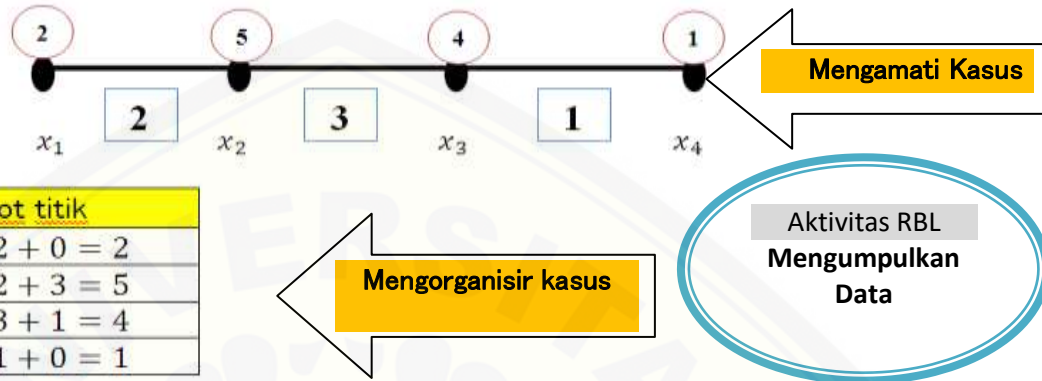 2 5 4 1
Mengamati Kasus
2 3 1
x₁ x₂ x₃ x₄
titik
2 + 0 = 2
2 + 3 = 5
3 + 1 = 4
1 + 0 = 1
Mengorganisir kasus
Aktivitas RBL
Mengumpulkan
Data